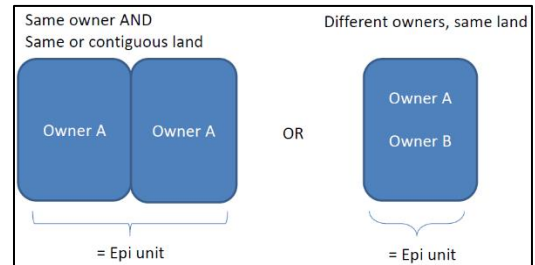 Same owner AND
Same or contiguous land
Different owners, same land
Owner A
Owner A
OR
Owner A
Owner B
= Epi unit
= Epi unit